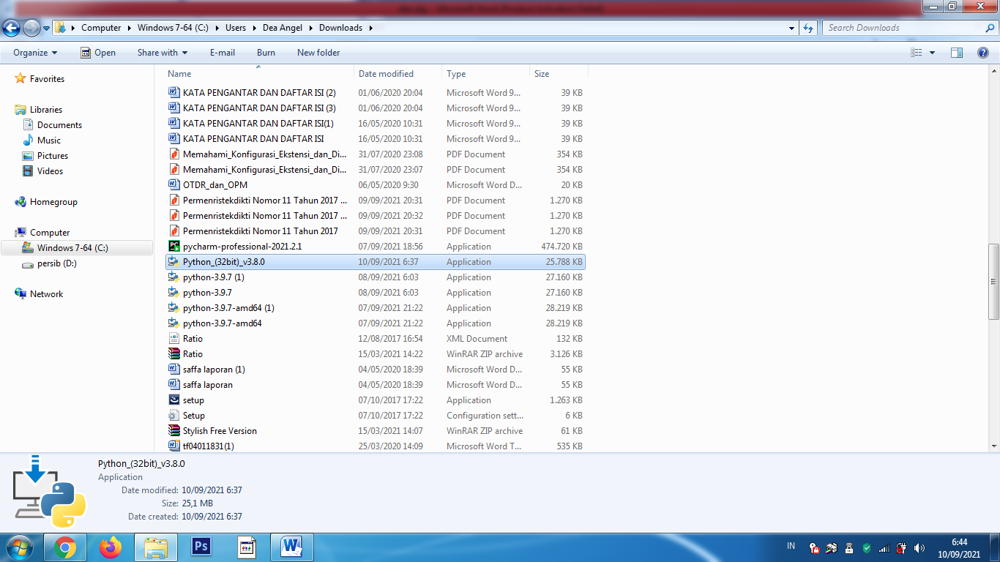 Computer Windows 7-64 (C:) Users Dea Angel Downloads Search Downloads
Organize Open Share with E-mail Burn New folder
Favorites
Libraries
Documents
Music
Pictures
Videos
Homegroup
Computer
Windows 7-64 (C:)
persib (D:)
Network
Name Date modified Type Size
KATA PENGANTAR DAN DAFTAR ISI (2) 01/06/2020 20:04 Microsoft Word 9... 39 KB
KATA PENGANTAR DAN DAFTAR ISI (3) 01/06/2020 20:04 Microsoft Word 9... 39 KB
KATA PENGANTAR DAN DAFTAR ISI(1) 16/05/2020 10:31 Microsoft Word 9... 39 KB
KATA PENGANTAR DAN DAFTAR ISI 16/05/2020 10:31 Microsoft Word 9... 39 KB
Memahami_Konfigurasi_Ekstensi_dan_Di... 31/07/2020 23:08 PDF Document 354 KB
Memahami_Konfigurasi_Ekstensi_dan_Di... 31/07/2020 23:07 PDF Document 354 KB
OTDR_dan_OPM 06/05/2020 9:30 Microsoft Word D... 20 KB
Permenristekdikti Nomor 11 Tahun 2017 ... 09/09/2021 20:31 PDF Document 1.270 KB
Permenristekdikti Nomor 11 Tahun 2017 ... 09/09/2021 20:32 PDF Document 1.270 KB
Permenristekdikti Nomor 11 Tahun 2017 09/09/2021 20:31 PDF Document 1.270 KB
pycharm-professional-2021.2.1 07/09/2021 18:56 Application 474.720 KB
Python_(32bit)_v3.8.0 10/09/2021 6:37 Application 25.788 KB
python-3.9.7 (1) 08/09/2021 6:03 Application 27.160 KB
python-3.9.7 08/09/2021 6:03 Application 27.160 KB
python-3.9.7-amd64 (1) 07/09/2021 21:22 Application 28.219 KB
python-3.9.7-amd64 07/09/2021 21:22 Application 28.219 KB
Ratio 12/08/2017 16:54 XML Document 132 KB
Ratio 15/03/2021 14:22 WinRAR ZIP archive 3.126 KB
saffa laporan (1) 04/05/2020 18:39 Microsoft Word D... 55 KB
saffa laporan 04/05/2020 18:39 Microsoft Word D... 55 KB
setup 07/10/2017 17:22 Application 1.263 KB
Setup 07/10/2017 17:22 Configuration sett... 6 KB
Stylish Free Version 15/03/2021 14:07 WinRAR ZIP archive 61 KB
tf04011831(1) 25/03/2020 14:09 Microsoft Word T... 535 KB
Python_(32bit)_v3.8.0
Application
Date modified: 10/09/2021 6:37
Size: 25,1 MB
Date created: 10/09/2021 6:37
IN 6:44
10/09/2021